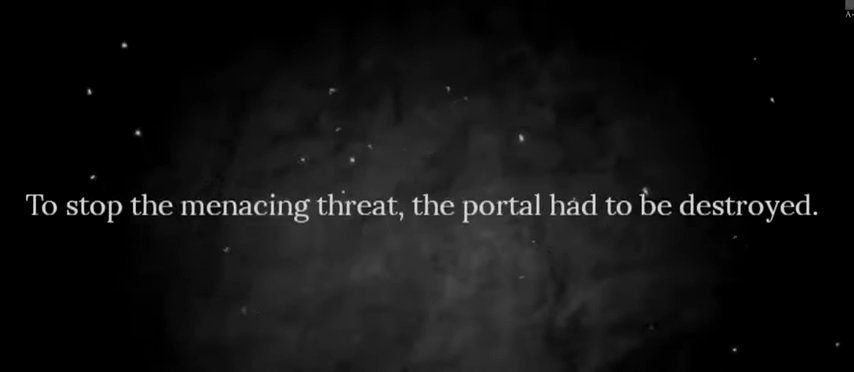 To stop the menacing threat, the portal had to be destroyed.